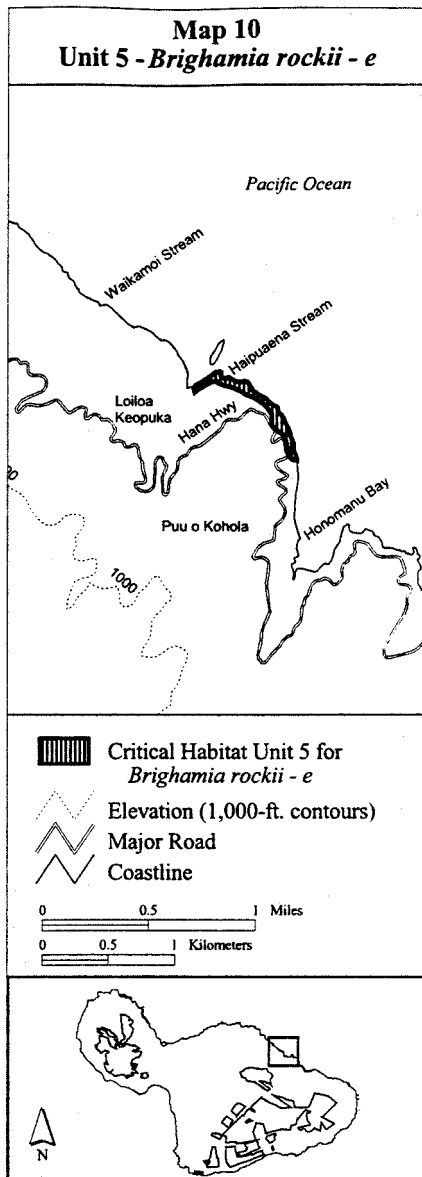 Map 10
Unit 5 - Brighamia rockii - e
Pacific Ocean
Waikamoi Stream
Haipuaena Stream
Loiloa
Keopuka
Hana Hwy
Puu o Kohola
Honomanu Bay
1000
Critical Habitat Unit 5 for
Brighamia rockii - e
Elevation (1,000-ft. contours)
Major Road
Coastline
0 0.5 1 Miles
0 0.5 1 Kilometers
N